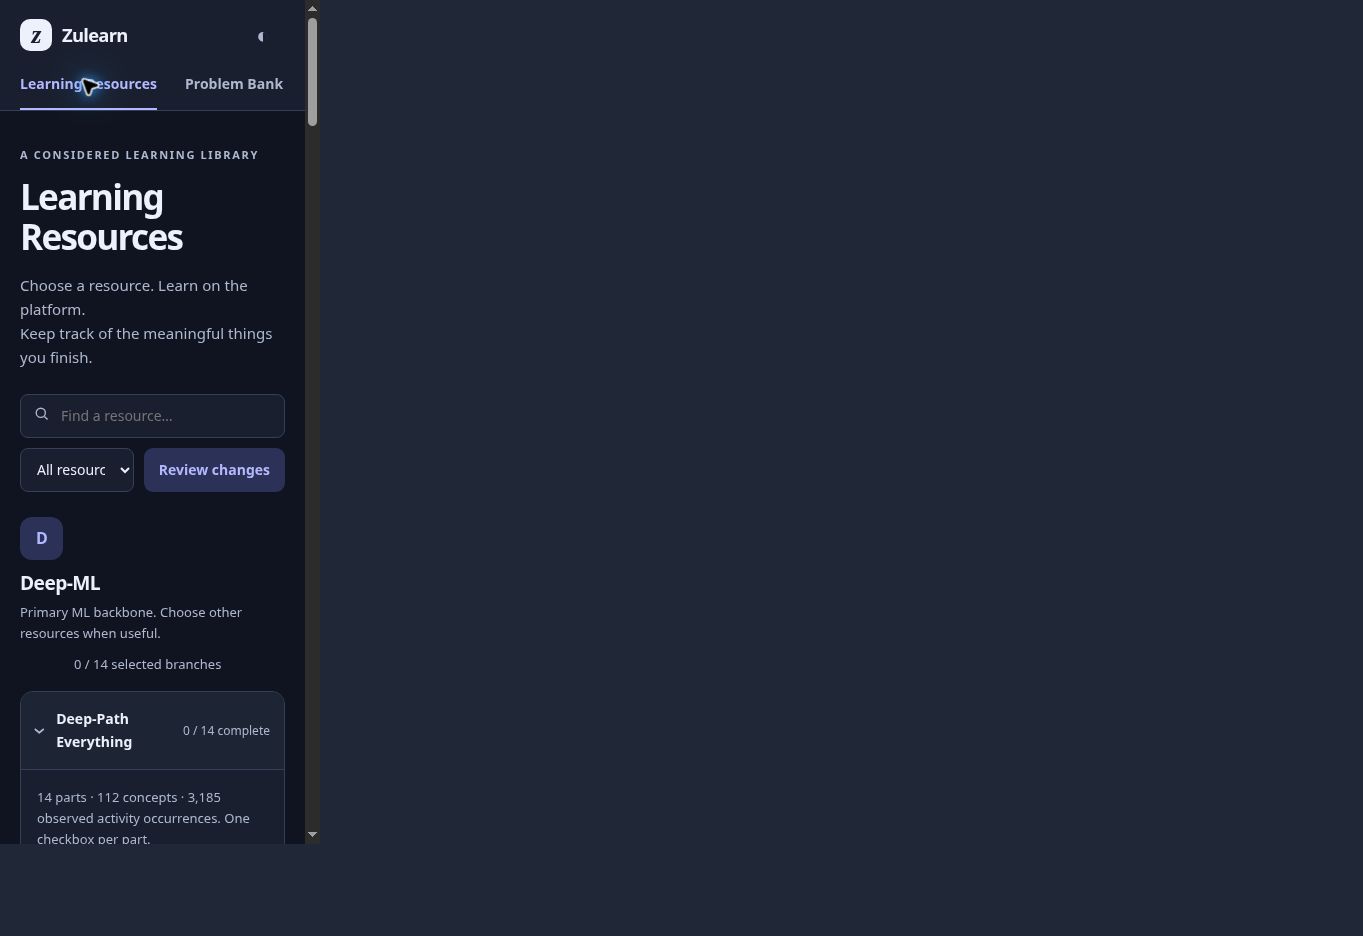 z Zulearn
Learning Resources Problem Bank
A CONSIDERED LEARNING LIBRARY
Learning
Resources
Choose a resource. Learn on the
platform.
Keep track of the meaningful things
you finish.
Find a resource...
All resourc Review changes
D
Deep-ML
Primary ML backbone. Choose other
resources when useful.
0 / 14 selected branches
Deep-Path
Everything
0 / 14 complete
14 parts · 112 concepts · 3,185
observed activity occurrences. One
checkbox per part.